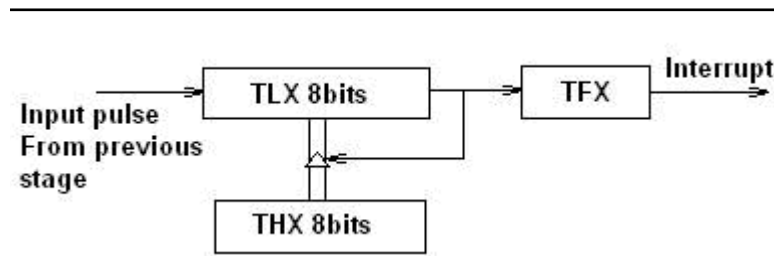 Interrupt
TLX 8bits
TFX
Input pulse
From previous
stage
THX 8bits